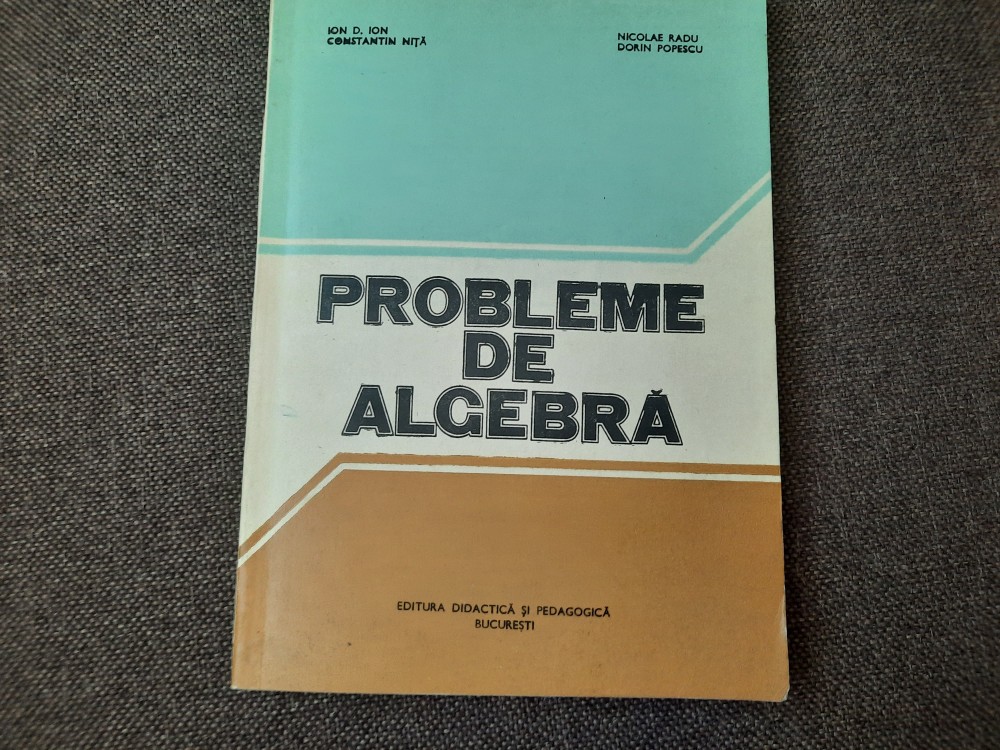 ION D. ION
CONSTANTIN NIȚĂ
NICOLAE RADU
DORIN POPESCU
PROBLEME
DE
ALGEBRĂ
EDITURA DIDACTICĂ ȘI PEDAGOGICĂ
BUCUREȘTI